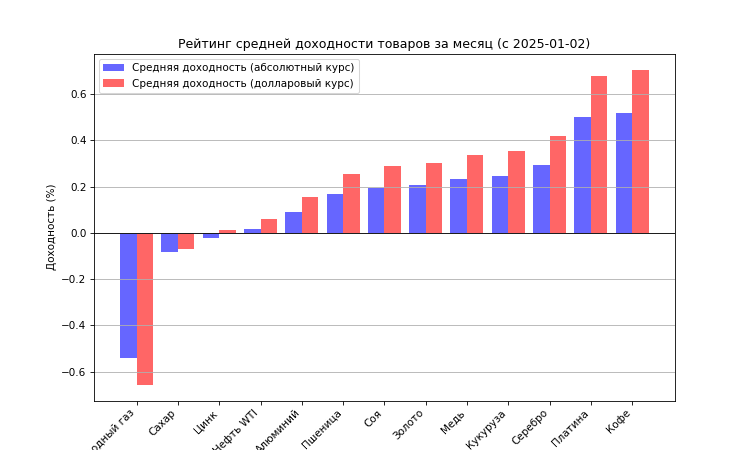 Рейтинг средней доходности товаров за месяц (с 2025-01-02)
Средняя доходность (абсолютный курс)
Средняя доходность (долларовый курс)
Доходность (%)
0.6
0.4
0.2
0.0
−0.2
−0.4
−0.6
одный газ
Сахар
Цинк
Нефть WTI
Алюминий
Пшеница
Соя
Золото
Медь
Кукуруза
Серебро
Платина
Кофе